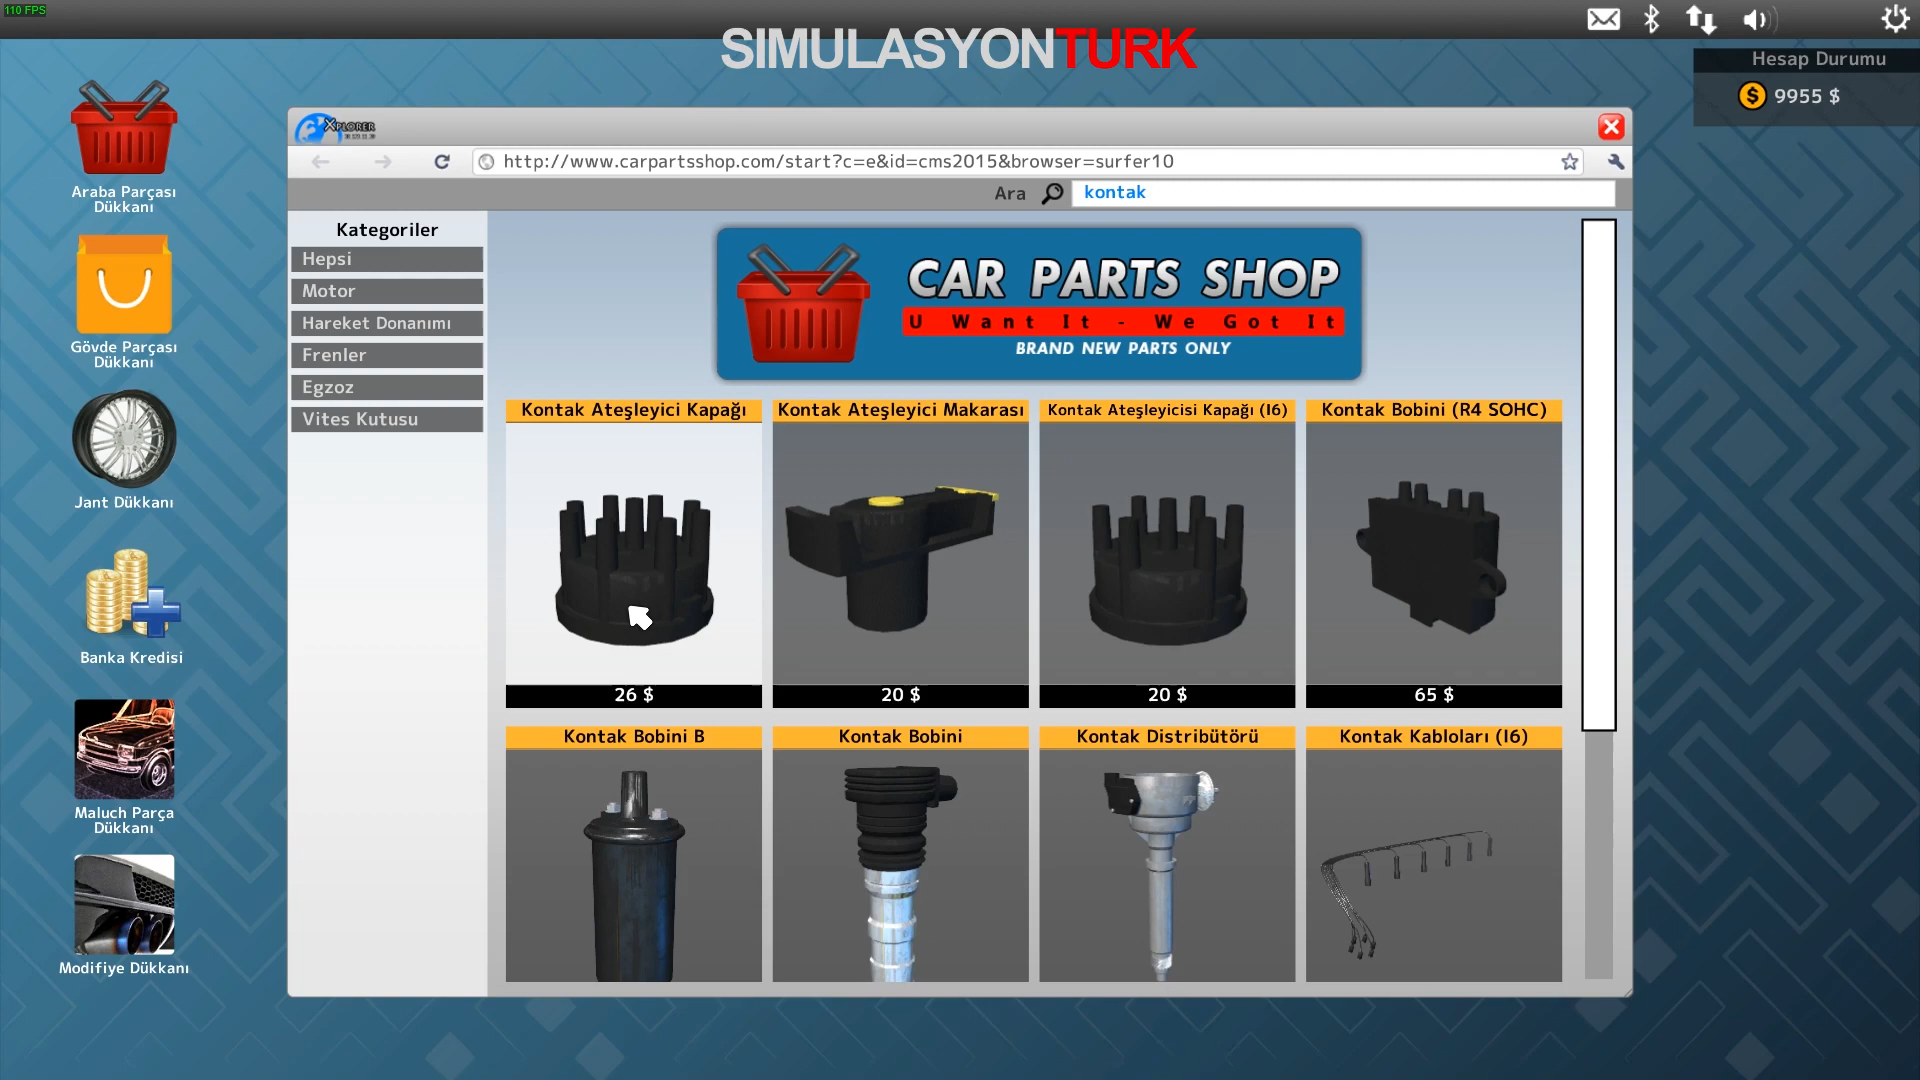 110 FPS
SIMULASYONTURK
Hesap Durumu
9955 $
Araba Parçası
Dükkanı
Gövde Parçası
Dükkanı
Jant Dükkanı
Banka Kredisi
Maluch Parça
Dükkanı
Modifiye Dükkanı
XPLORER
http://www.carpartsshop.com/start?c=e&id=cms2015&browser=surfer10
Ara
kontak
Kategoriler
Hepsi
Motor
Hareket Donanımı
Frenler
Egzoz
Vites Kutusu
CAR PARTS SHOP
U Want It - We Got It
BRAND NEW PARTS ONLY
Kontak Ateşleyici Kapağı
Kontak Ateşleyici Makarası
Kontak Ateşleyicisi Kapağı (I6)
Kontak Bobini (R4 SOHC)
26 $
20 $
20 $
65 $
Kontak Bobini B
Kontak Bobini
Kontak Distribütörü
Kontak Kabloları (I6)